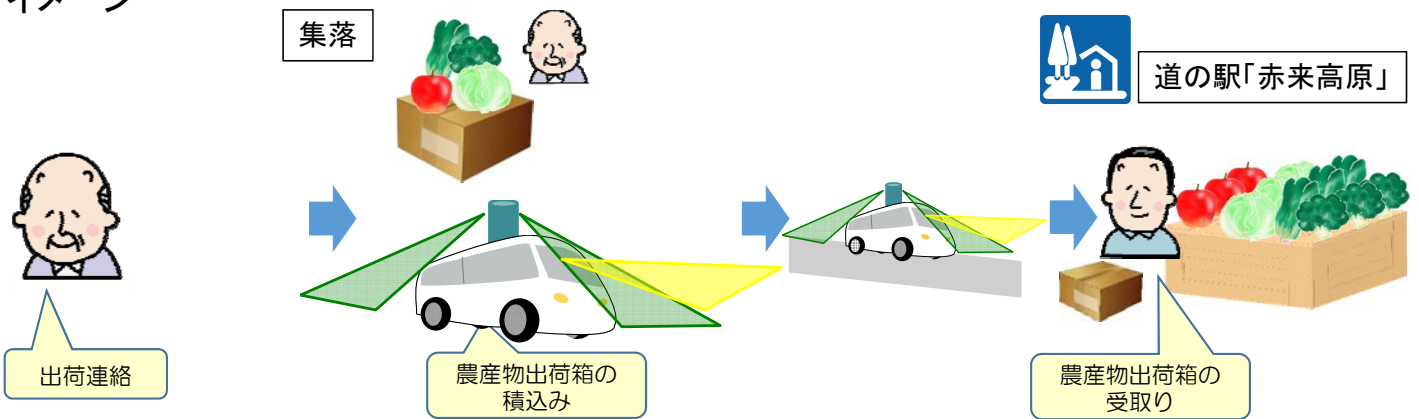 イメージ
集落
道の駅「赤来高原」
出荷連絡
農産物出荷箱の
積込み
農産物出荷箱の
受取り